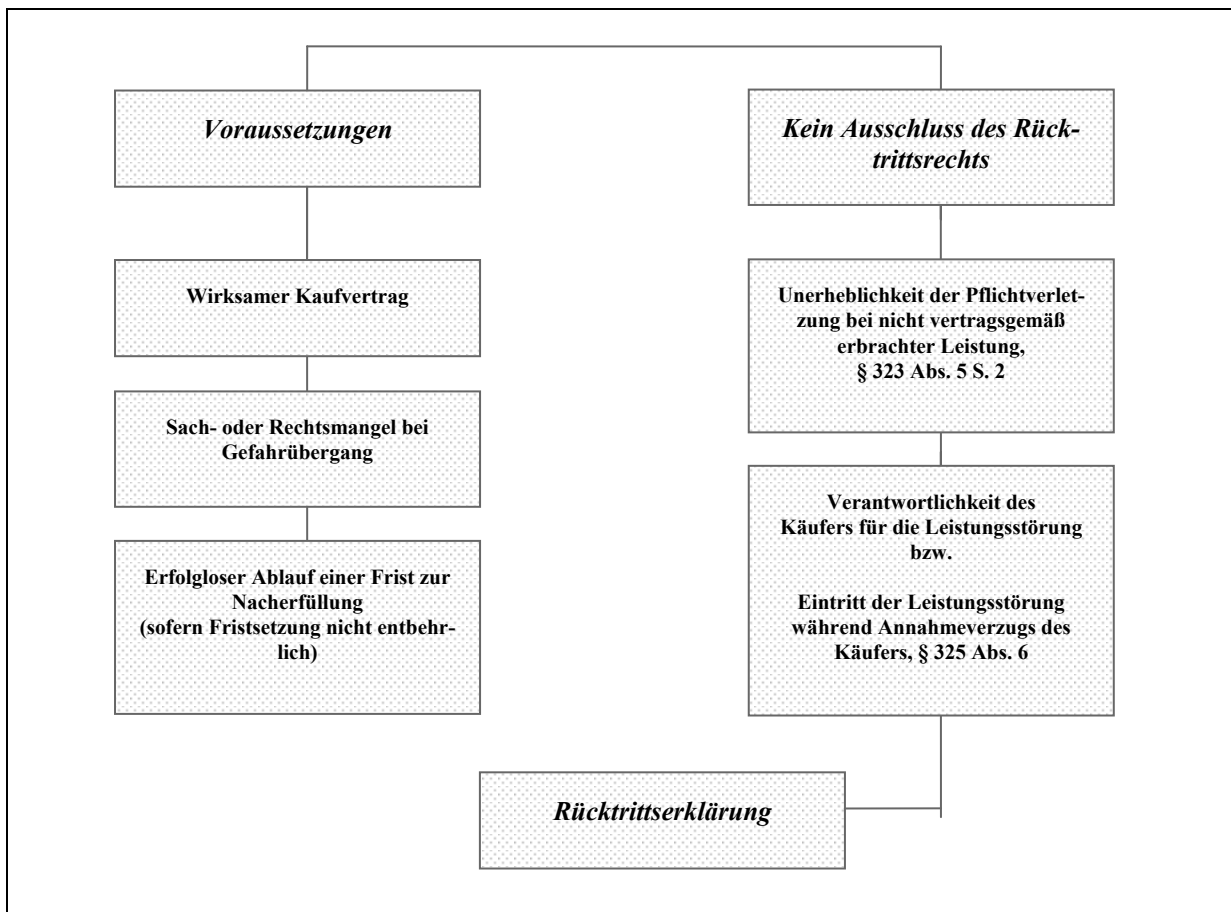 Voraussetzungen
Wirksamer Kaufvertrag
Sach- oder Rechtsmangel bei
Gefahrübergang
Erfolgloser Ablauf einer Frist zur
Nacherfüllung
(sofern Fristsetzung nicht entbehr-
lich)
Kein Ausschluss des Rück-
trittsrechts
Unerheblichkeit der Pflichtverlet-
zung bei nicht vertragsgemäß
erbrachter Leistung,
§ 323 Abs. 5 S. 2
Verantwortlichkeit des
Käufers für die Leistungsstörung
bzw.
Eintritt der Leistungsstörung
während Annahmeverzugs des
Käufers, § 325 Abs. 6
Rücktrittserklärung